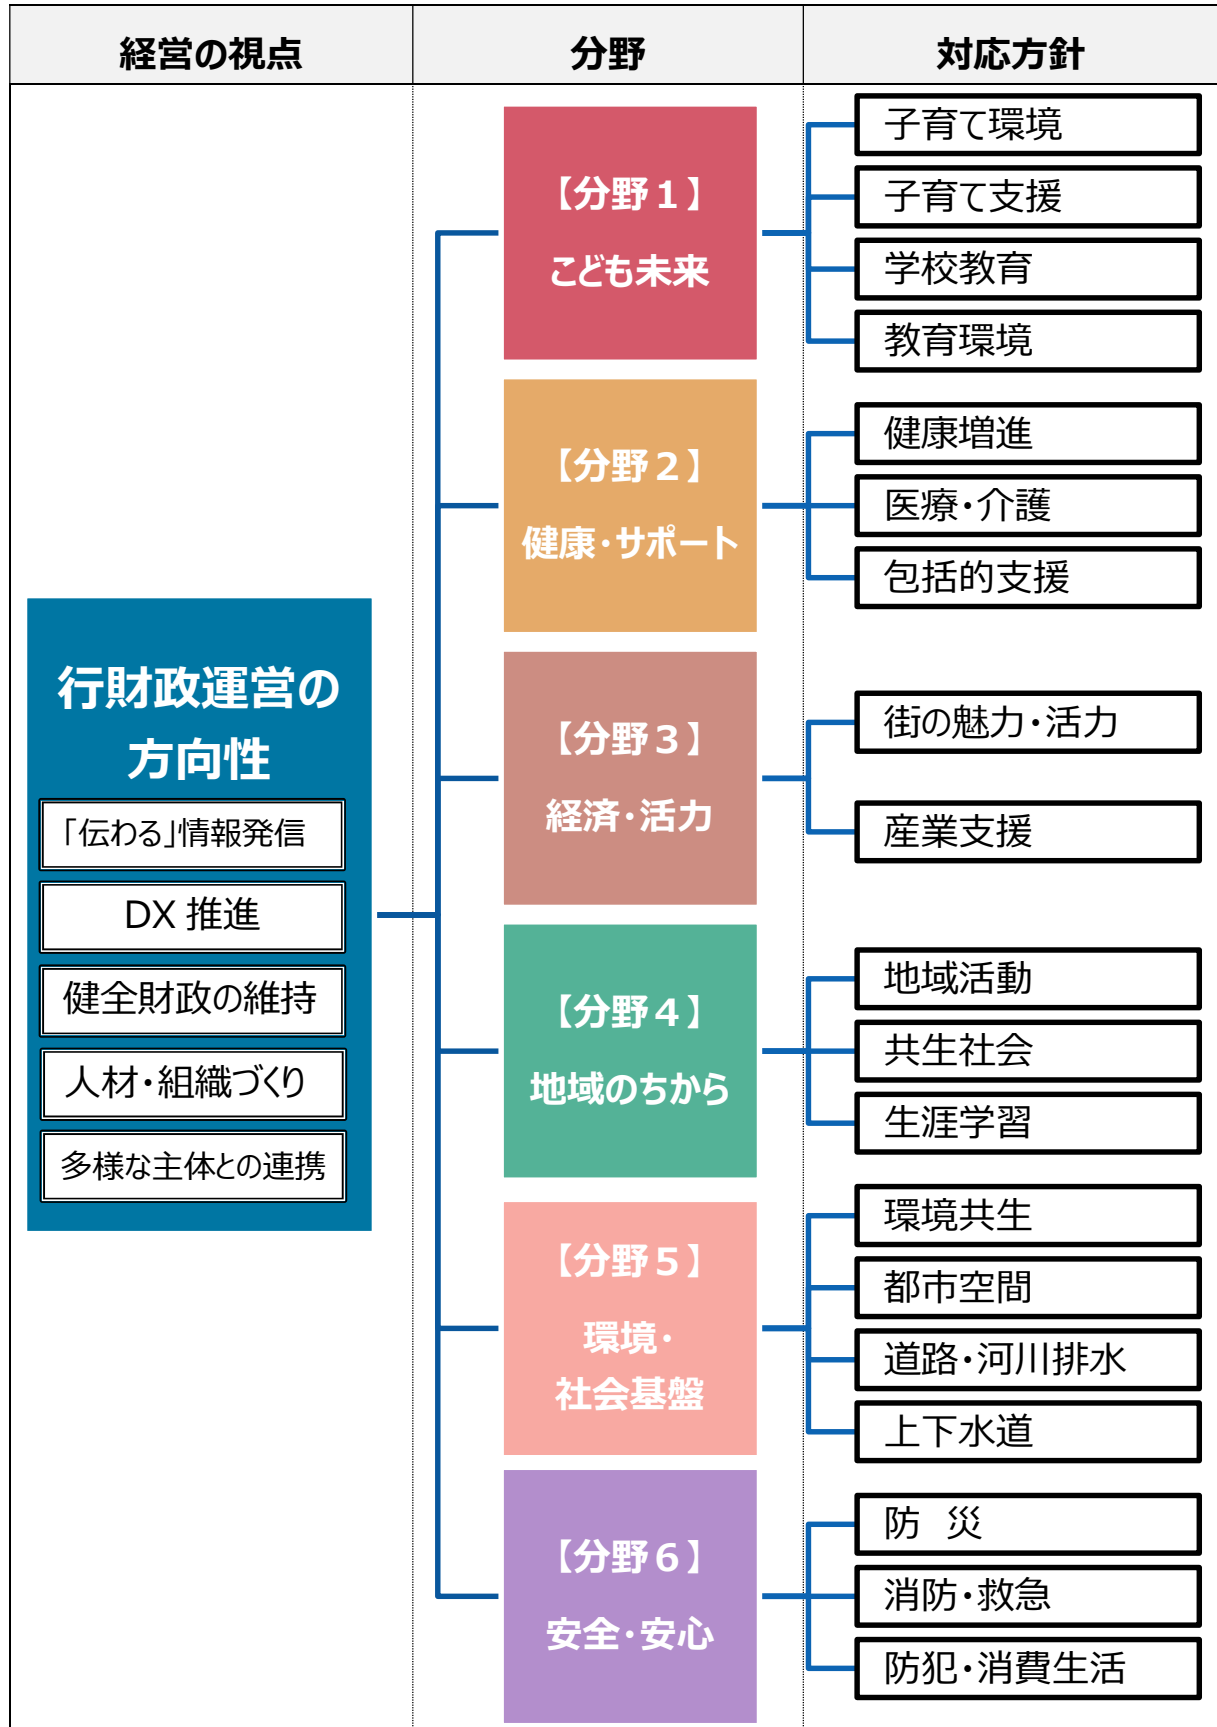 経営の視点
分野
対応方針
行財政運営の
方向性
「伝わる」情報発信
DX 推進
健全財政の維持
人材・組織づくり
多様な主体との連携
【分野１】
こども未来
子育て環境
子育て支援
学校教育
教育環境
【分野２】
健康・サポート
健康増進
医療・介護
包括的支援
【分野３】
経済・活力
街の魅力・活力
産業支援
【分野４】
地域のちから
地域活動
共生社会
生涯学習
【分野５】
環境・
社会基盤
環境共生
都市空間
道路・河川排水
上下水道
【分野６】
安全・安心
防　災
消防・救急
防犯・消費生活